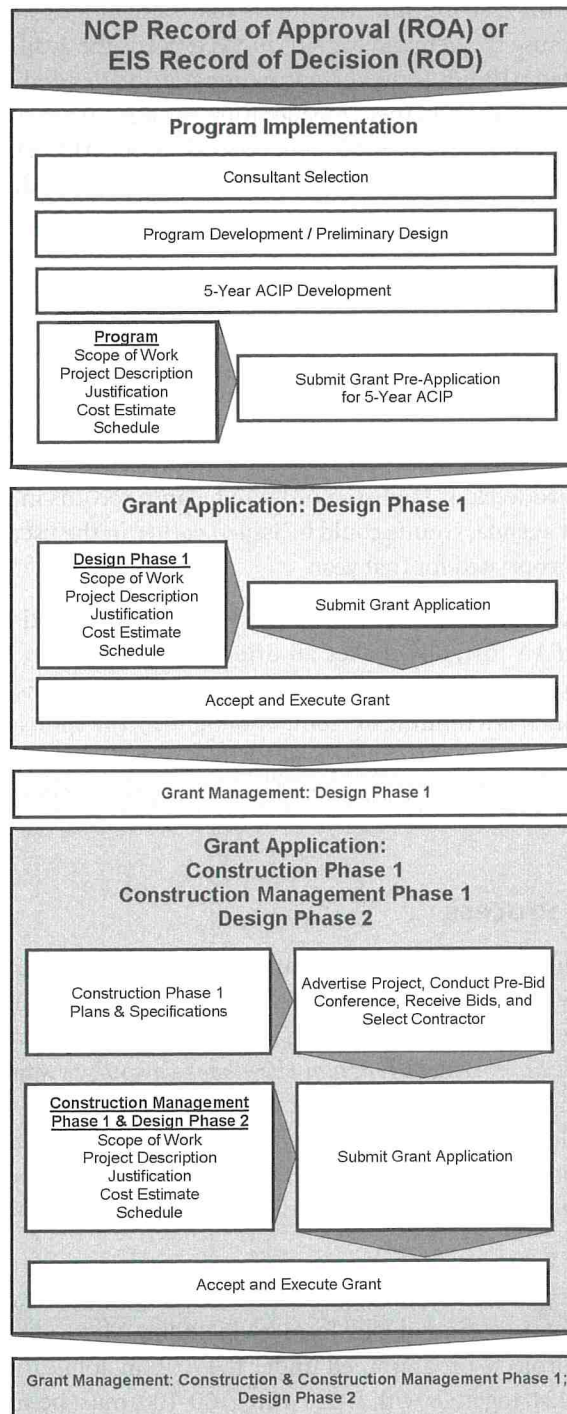 NCP Record of Approval (ROA) or
EIS Record of Decision (ROD)
Program Implementation
Consultant Selection
Program Development / Preliminary Design
5-Year ACIP Development
Program
Scope of Work
Project Description
Justification
Cost Estimate
Schedule
Submit Grant Pre-Application
for 5-Year ACIP
Grant Application: Design Phase 1
Design Phase 1
Scope of Work
Project Description
Justification
Cost Estimate
Schedule
Submit Grant Application
Accept and Execute Grant
Grant Management: Design Phase 1
Grant Application:
Construction Phase 1
Construction Management Phase 1
Design Phase 2
Construction Phase 1
Plans & Specifications
Advertise Project, Conduct Pre-Bid
Conference, Receive Bids, and
Select Contractor
Construction Management
Phase 1 & Design Phase 2
Scope of Work
Project Description
Justification
Cost Estimate
Schedule
Submit Grant Application
Accept and Execute Grant
Grant Management: Construction & Construction Management Phase 1;
Design Phase 2